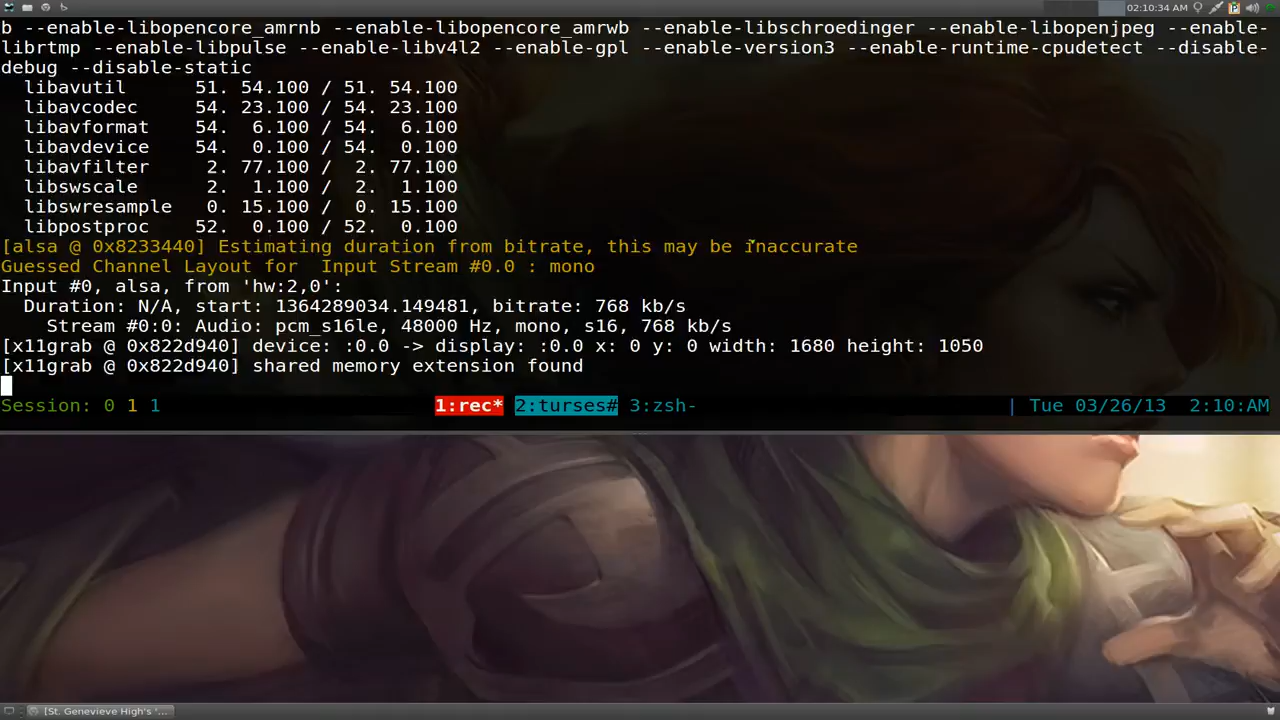 02:10:34 AM
b --enable-libopencore_amrnb --enable-libopencore_amrwb --enable-libschroedinger --enable-libopenjpeg --enable-
librtmp --enable-libpulse --enable-libv4l2 --enable-gpl --enable-version3 --enable-runtime-cpudetect --disable-
debug --disable-static
libavutil 51. 54.100 / 51. 54.100
libavcodec 54. 23.100 / 54. 23.100
libavformat 54. 6.100 / 54. 6.100
libavdevice 54. 0.100 / 54. 0.100
libavfilter 2. 77.100 / 2. 77.100
libswscale 2. 1.100 / 2. 1.100
libswresample 0. 15.100 / 0. 15.100
libpostproc 52. 0.100 / 52. 0.100
[alsa @ 0x8233440] Estimating duration from bitrate, this may be inaccurate
Guessed Channel Layout for Input Stream #0.0 : mono
Input #0, alsa, from 'hw:2,0':
Duration: N/A, start: 1364289034.149481, bitrate: 768 kb/s
Stream #0:0: Audio: pcm_s16le, 48000 Hz, mono, s16, 768 kb/s
[x11grab @ 0x822d940] device: :0.0 -> display: :0.0 x: 0 y: 0 width: 1680 height: 1050
[x11grab @ 0x822d940] shared memory extension found
Session: 0 1 1 1:rec* 2:turses# 3:zsh- | Tue 03/26/13 2:10:AM
[St. Genevieve High's '...